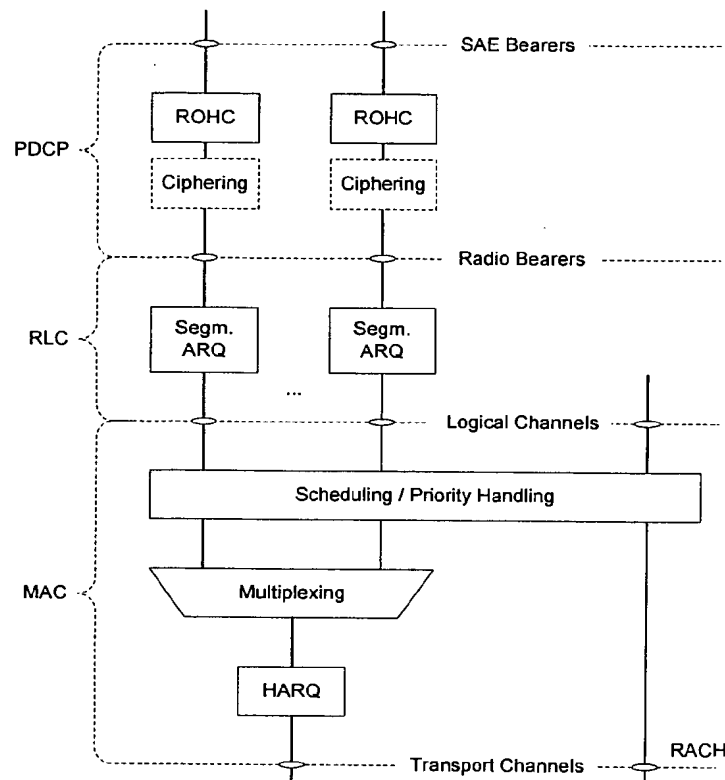 SAE Bearers
ROHC
ROHC
PDCP
Ciphering
Ciphering
Radio Bearers
Segm.
ARQ
Segm.
ARQ
RLC
...
Logical Channels
Scheduling / Priority Handling
MAC
Multiplexing
HARQ
RACH
Transport Channels